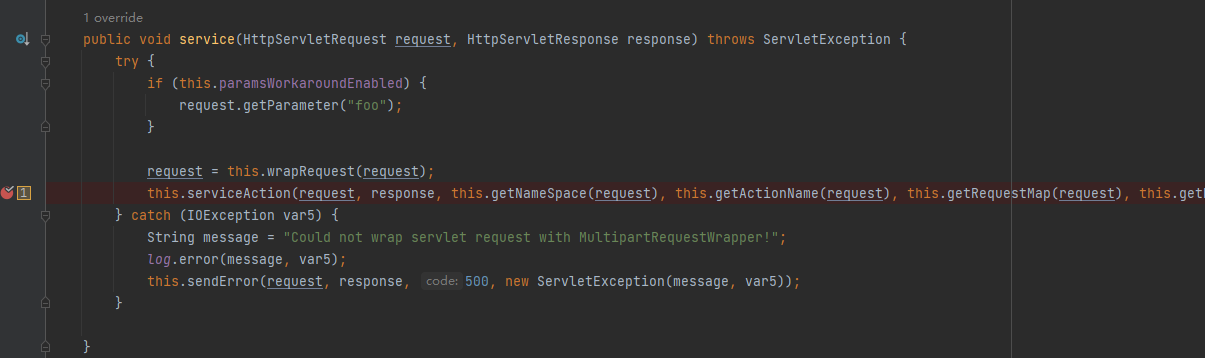 1 override
public void service(HttpServletRequest request, HttpServletResponse response) throws ServletException {
try {
if (this.paramsWorkaroundEnabled) {
request.getParameter("foo");
}
request = this.wrapRequest(request);
1 this.serviceAction(request, response, this.getNameSpace(request), this.getActionName(request), this.getRequestMap(request), this.get
} catch (IOException var5) {
String message = "Could not wrap servlet request with MultipartRequestWrapper!";
log.error(message, var5);
this.sendError(request, response, code: 500, new ServletException(message, var5));
}
}